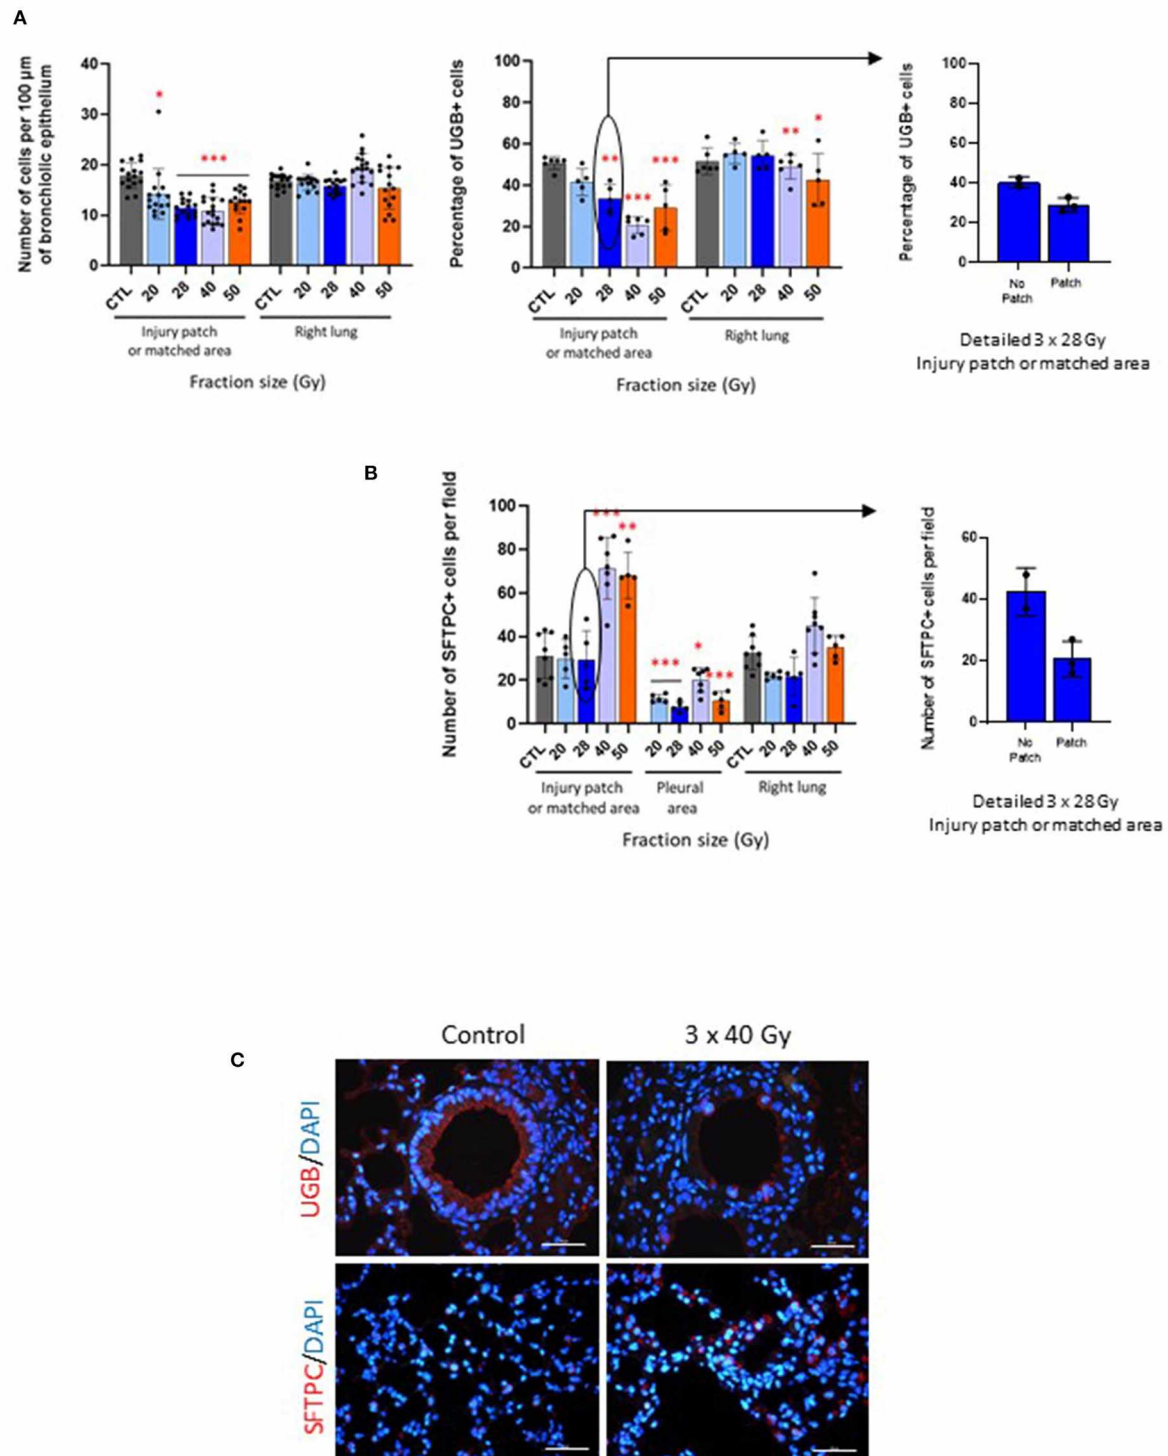 A
Number of cells per 100 µm
of bronchiolic epithelium
40
30
20
10
0
*
***
CTL 20 28 40 50 CTL 20 28 40 50
Injury patch
or matched area
Right lung
Fraction size (Gy)
Percentage of UGB+ cells
100
80
60
40
20
0
** *** *** ** *
CTL 20 28 40 50 CTL 20 28 40 50
Injury patch
or matched area
Right lung
Fraction size (Gy)
Percentage of UGB+ cells
100
80
60
40
20
0
No
Patch
Patch
Detailed 3 x 28 Gy
Injury patch or matched area
B
Number of SFTPC+ cells per field
100
80
60
40
20
0
*** ** *** * ***
CTL 20 28 40 50 20 28 40 50 CTL 20 28 40 50
Injury patch
or matched area
Pleural
area
Right lung
Fraction size (Gy)
Number of SFTPC+ cells per field
60
40
20
0
No
Patch
Patch
Detailed 3 x 28 Gy
Injury patch or matched area
C
Control
3 x 40 Gy
UGB/DAPI
SFTPC/DAPI